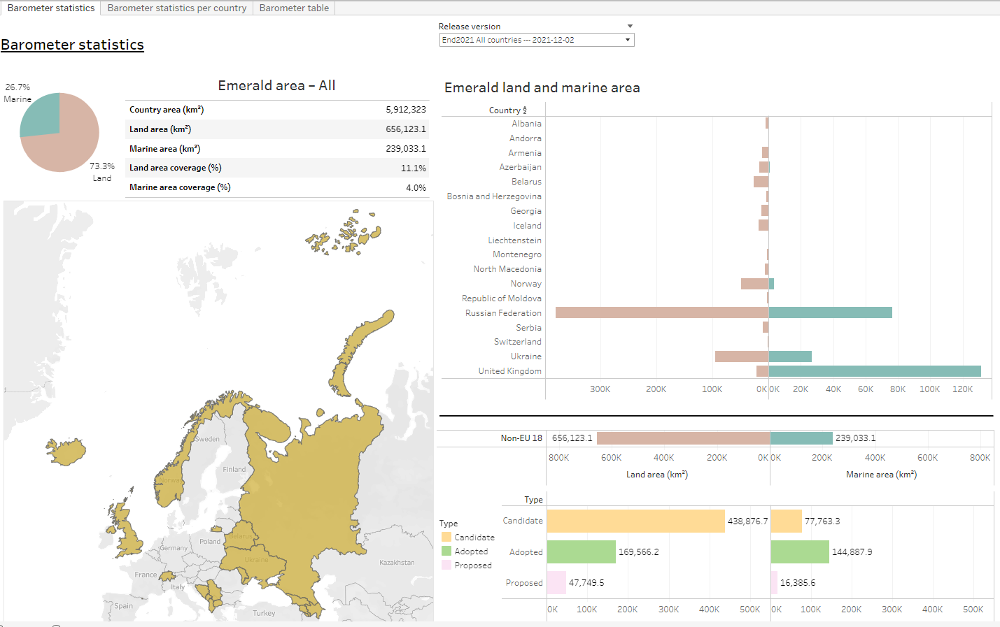 Barometer statistics
Barometer statistics per country
Barometer table
Release version
End2021 All countries --- 2021-12-02
Barometer statistics
26.7%
Marine
73.3%
Land
Emerald area – All
Country area (km²) 5,912,323
Land area (km²) 656,123.1
Marine area (km²) 239,033.1
Land area coverage (%) 11.1%
Marine area coverage (%) 4.0%
Sweden
Finland
Norway
Belarus
Poland
Germany
Ukraine
Kazakhstan
France
Italy
Spain
Turkey
Emerald land and marine area
Country
Albania
Andorra
Armenia
Azerbaijan
Belarus
Bosnia and Herzegovina
Georgia
Iceland
Liechtenstein
Montenegro
North Macedonia
Norway
Republic of Moldova
Russian Federation
Serbia
Switzerland
Ukraine
United Kingdom
300K 200K 100K 0K 0K 20K 40K 60K 80K 100K 120K
Non-EU 18 656,123.1 239,033.1
800K 600K 400K 200K 0K 0K 200K 400K 600K 800K
Land area (km²) Marine area (km²)
Type
Candidate 438,876.7 77,763.3
Adopted 169,566.2 144,887.9
Proposed 47,749.5 16,385.6
0K 100K 200K 300K 400K 500K 0K 100K 200K 300K 400K 500K
Type
Candidate
Adopted
Proposed